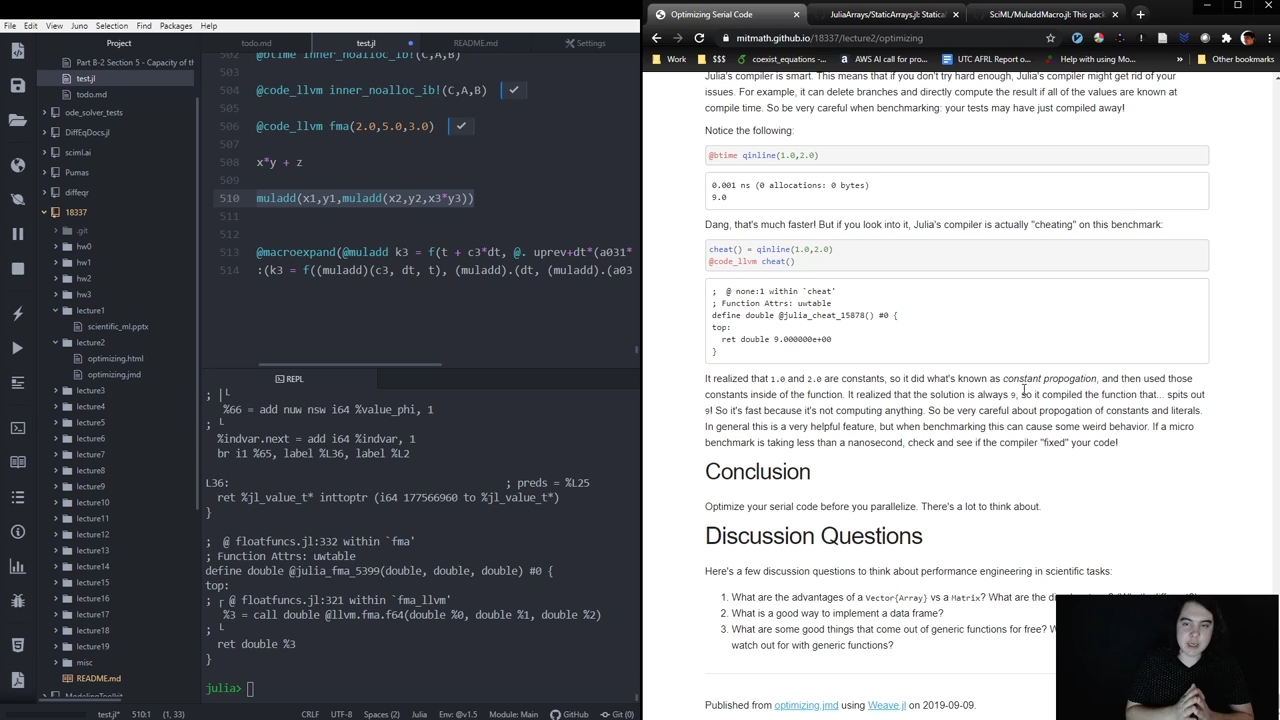 File Edit View Juno Selection Find Packages Help
Project
Part B-2 Section 5 - Capacity of th
test.jl
todo.md
ode_solver_tests
DiffEqDocs.jl
sciml.ai
Pumas
diffeqr
18337
.git
hw0
hw1
hw2
hw3
lecture1
scientific_ml.pptx
lecture2
optimizing.html
optimizing.jmd
lecture3
lecture4
lecture5
lecture6
lecture7
lecture8
lecture9
lecture10
lecture11
lecture12
lecture13
lecture14
lecture15
lecture16
lecture17
lecture18
lecture19
misc
README.md
ModelingToolkit
todo.md
test.jl
README.md
Settings
502 @btime inner_noalloc_ib!(C,A,B)
503
504 @code_llvm inner_noalloc_ib!(C,A,B)
505
506 @code_llvm fma(2.0,5.0,3.0)
507
508 x*y + z
509
510 muladd(x1,y1,muladd(x2,y2,x3*y3))
511
512
513 @macroexpand(@muladd k3 = f(t + c3*dt, @. uprev+dt*(a031*
514 :(k3 = f((muladd)(c3, dt, t), (muladd).(dt, (muladd).(a03
REPL
; │└
%66 = add nuw nsw i64 %value_phi, 1
; └
%indvar.next = add i64 %indvar, 1
br i1 %65, label %L36, label %L2
L36: ; preds = %L25
ret %jl_value_t* inttoptr (i64 177566960 to %jl_value_t*)
}
; @ floatfuncs.jl:332 within `fma'
; Function Attrs: uwtable
define double @julia_fma_5399(double, double, double) #0 {
top:
; ┌ @ floatfuncs.jl:321 within `fma_llvm'
%3 = call double @llvm.fma.f64(double %0, double %1, double %2)
; └
ret double %3
}
julia>
test.jl* 510:1 (1, 33) CRLF UTF-8 Spaces (2) Julia Env: @v1.5 Module: Main GitHub Git (0)
Optimizing Serial Code
JuliaArrays/StaticArrays.jl: Static
SciML/MuladdMacro.jl: This pack
mitmath.github.io/18337/lecture2/optimizing
Work $$$ coexist_equations - AWS AI call for pro... UTC AFRL Report o... Help with using Mo... Other bookmarks
Julia's compiler is smart. This means that if you don't try hard enough, Julia's compiler might get rid of your
issues. For example, it can delete branches and directly compute the result if all of the values are known at
compile time. So be very careful when benchmarking: your tests may have just compiled away!
Notice the following:
@btime qinline(1.0,2.0)
0.001 ns (0 allocations: 0 bytes)
9.0
Dang, that's much faster! But if you look into it, Julia's compiler is actually "cheating" on this benchmark:
cheat() = qinline(1.0,2.0)
@code_llvm cheat()
; @ none:1 within `cheat'
; Function Attrs: uwtable
define double @julia_cheat_15878() #0 {
top:
ret double 9.000000e+00
}
It realized that 1.0 and 2.0 are constants, so it did what's known as constant propogation, and then used those
constants inside of the function. It realized that the solution is always 9, so it compiled the function that... spits out
9! So it's fast because it's not computing anything. So be very careful about propogation of constants and literals.
In general this is a very helpful feature, but when benchmarking this can cause some weird behavior. If a micro
benchmark is taking less than a nanosecond, check and see if the compiler "fixed" your code!
Conclusion
Optimize your serial code before you parallelize. There's a lot to think about.
Discussion Questions
Here's a few discussion questions to think about performance engineering in scientific tasks:
1. What are the advantages of a Vector{Array} vs a Matrix? What are the
2. What is a good way to implement a data frame?
3. What are some good things that come out of generic functions for free?
watch out for with generic functions?
Published from optimizing.jmd using Weave.jl on 2019-09-09.